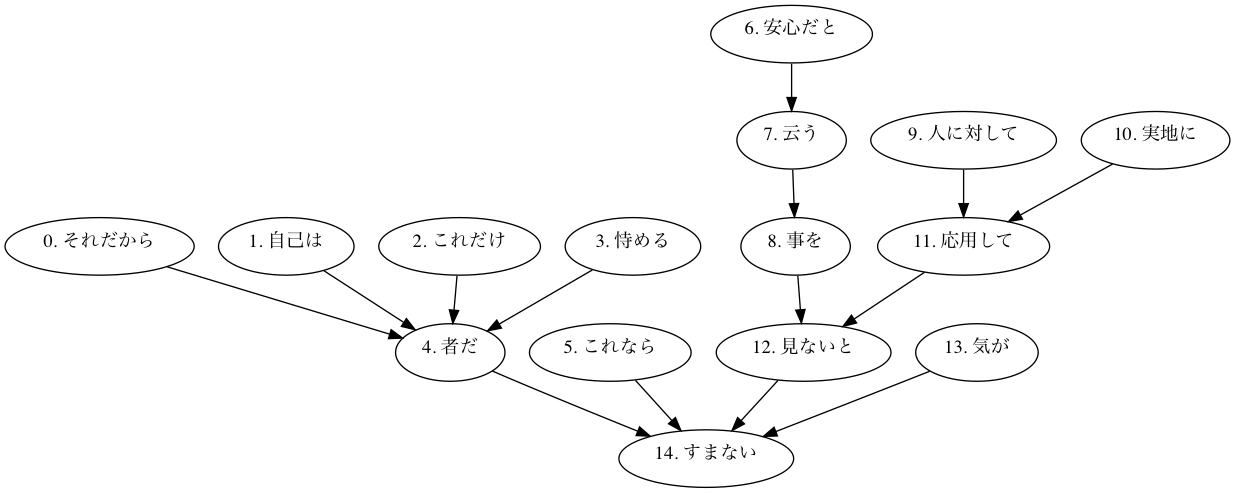 6. 安心だと
7. 云う
9. 人に対して
10. 実地に
0. それだから
1. 自己は
2. これだけ
3. 恃める
8. 事を
11. 応用して
4. 者だ
5. これなら
12. 見ないと
13. 気が
14. すまない